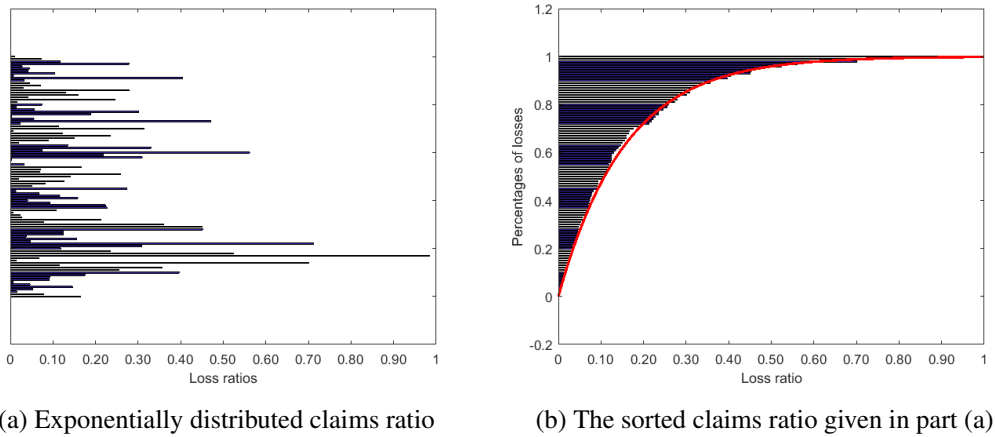 0 0.10 0.20 0.30 0.40 0.50 0.60 0.70 0.80 0.90 1
Loss ratios
(a) Exponentially distributed claims ratio
1.2
1
0.8
0.6
0.4
0.2
0
-0.2
Percentages of losses
0 0.10 0.20 0.30 0.40 0.50 0.60 0.70 0.80 0.90 1
Loss ratio
(b) The sorted claims ratio given in part (a)